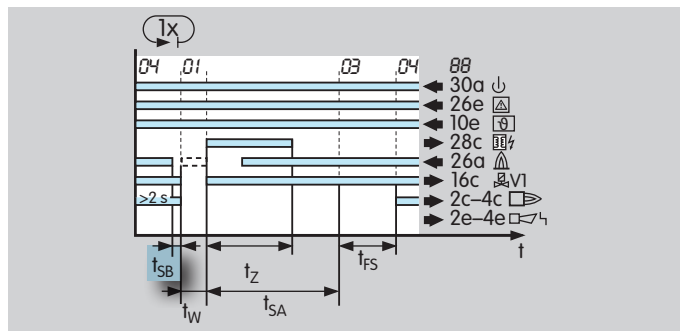 1x
04 01 03 04 88
30a
26e
10e
28c
26a
16c V1
>2 s 2c–4c
2e–4e
t
tSB tZ tFS
tW tSA